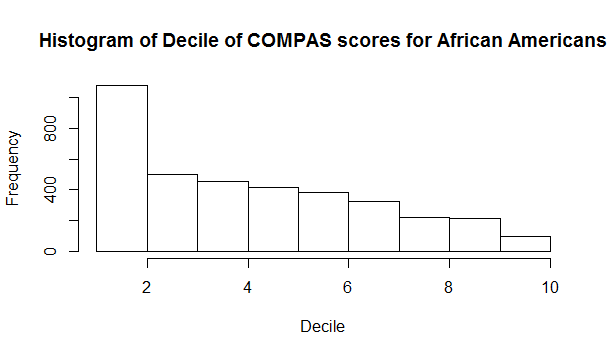 Histogram of Decile of COMPAS scores for African Americans
Frequency
800
400
0
2 4 6 8 10
Decile